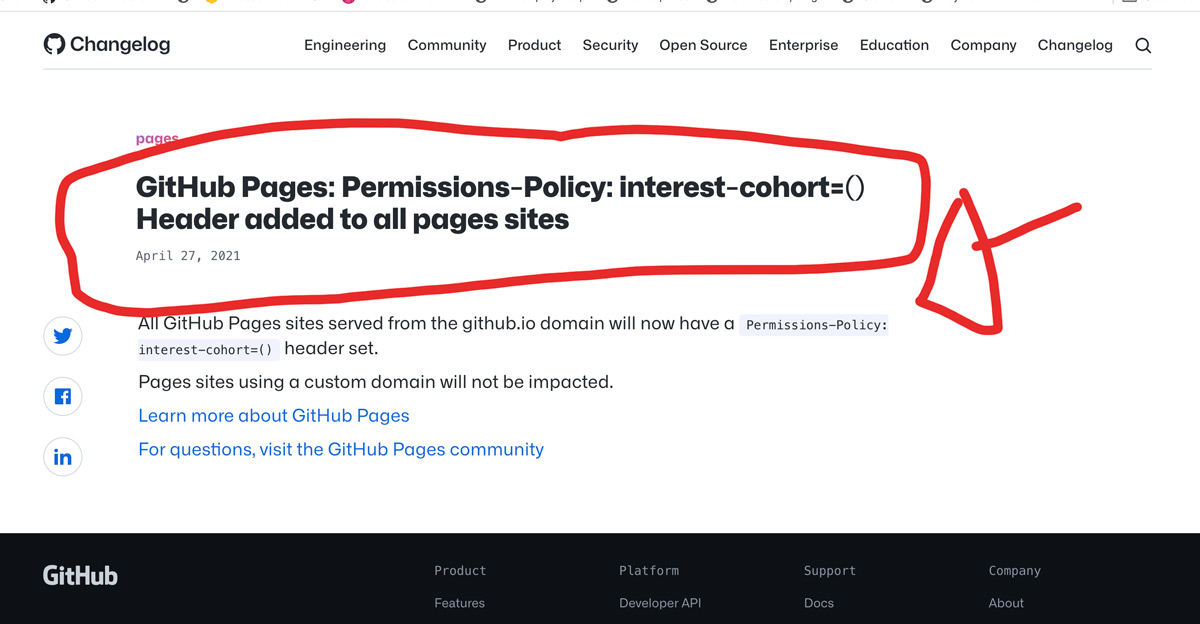 Changelog
Engineering Community Product Security Open Source Enterprise Education Company Changelog
pages
GitHub Pages: Permissions-Policy: interest-cohort=()
Header added to all pages sites
April 27, 2021
All GitHub Pages sites served from the github.io domain will now have a Permissions-Policy:
interest-cohort=() header set.
Pages sites using a custom domain will not be impacted.
Learn more about GitHub Pages
For questions, visit the GitHub Pages community
GitHub
Product Platform Support Company
Features Developer API Docs About